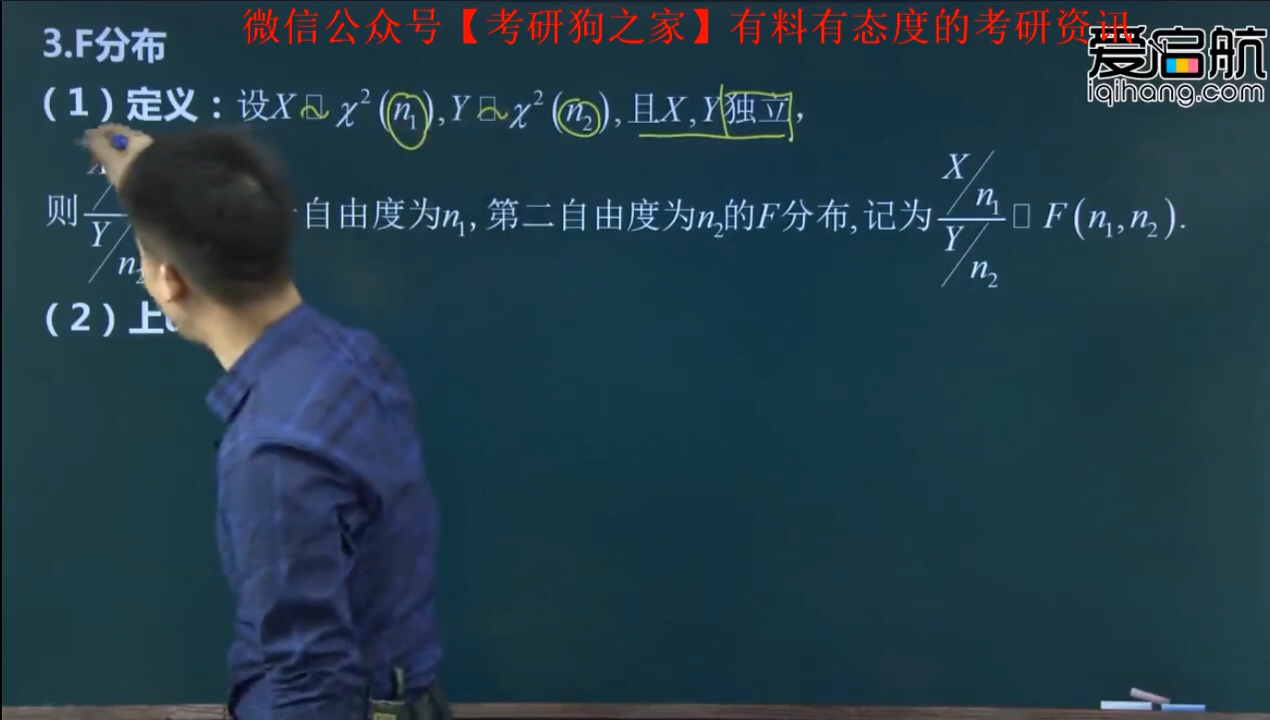 微信公众号【考研狗之家】有料有态度的考研资讯
爱启航
iqihang.com
3.F分布
（1）定义：设X~χ²(n₁),Y~χ²(n₂),且X,Y独立，
则 Y/n₂ 自由度为n₁,第二自由度为n₂的F分布,记为 (X/n₁)/(Y/n₂) □ F(n₁,n₂).
（2）上